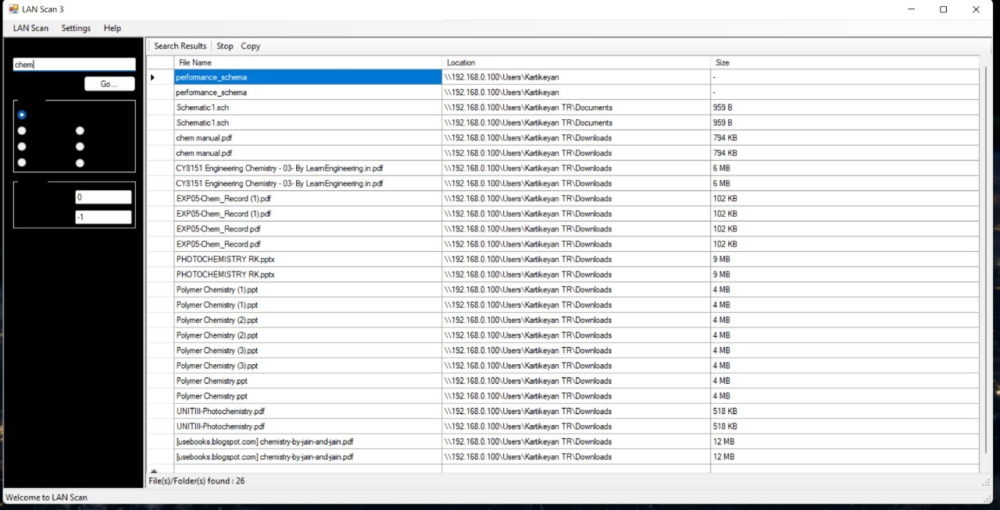 LAN Scan 3
LAN Scan Settings Help
Search Results Stop Copy
chem
Go...
0
-1
File Name Location Size
performance_schema \\192.168.0.100\Users\Kartikeyan -
performance_schema \\192.168.0.100\Users\Kartikeyan -
Schematic1.sch \\192.168.0.100\Users\Kartikeyan TR\Documents 959 B
Schematic1.sch \\192.168.0.100\Users\Kartikeyan TR\Documents 959 B
chem manual.pdf \\192.168.0.100\Users\Kartikeyan TR\Downloads 794 KB
chem manual.pdf \\192.168.0.100\Users\Kartikeyan TR\Downloads 794 KB
CY8151 Engineering Chemistry - 03- By LearnEngineering.in.pdf \\192.168.0.100\Users\Kartikeyan TR\Downloads 6 MB
CY8151 Engineering Chemistry - 03- By LearnEngineering.in.pdf \\192.168.0.100\Users\Kartikeyan TR\Downloads 6 MB
EXP05-Chem_Record (1).pdf \\192.168.0.100\Users\Kartikeyan TR\Downloads 102 KB
EXP05-Chem_Record (1).pdf \\192.168.0.100\Users\Kartikeyan TR\Downloads 102 KB
EXP05-Chem_Record.pdf \\192.168.0.100\Users\Kartikeyan TR\Downloads 102 KB
EXP05-Chem_Record.pdf \\192.168.0.100\Users\Kartikeyan TR\Downloads 102 KB
PHOTOCHEMISTRY RK.pptx \\192.168.0.100\Users\Kartikeyan TR\Downloads 9 MB
PHOTOCHEMISTRY RK.pptx \\192.168.0.100\Users\Kartikeyan TR\Downloads 9 MB
Polymer Chemistry (1).ppt \\192.168.0.100\Users\Kartikeyan TR\Downloads 4 MB
Polymer Chemistry (1).ppt \\192.168.0.100\Users\Kartikeyan TR\Downloads 4 MB
Polymer Chemistry (2).ppt \\192.168.0.100\Users\Kartikeyan TR\Downloads 4 MB
Polymer Chemistry (2).ppt \\192.168.0.100\Users\Kartikeyan TR\Downloads 4 MB
Polymer Chemistry (3).ppt \\192.168.0.100\Users\Kartikeyan TR\Downloads 4 MB
Polymer Chemistry (3).ppt \\192.168.0.100\Users\Kartikeyan TR\Downloads 4 MB
Polymer Chemistry.ppt \\192.168.0.100\Users\Kartikeyan TR\Downloads 4 MB
Polymer Chemistry.ppt \\192.168.0.100\Users\Kartikeyan TR\Downloads 4 MB
UNITIII-Photochemistry.pdf \\192.168.0.100\Users\Kartikeyan TR\Downloads 518 KB
UNITIII-Photochemistry.pdf \\192.168.0.100\Users\Kartikeyan TR\Downloads 518 KB
[usebooks.blogspot.com] chemistry-by-jain-and-jain.pdf \\192.168.0.100\Users\Kartikeyan TR\Downloads 12 MB
[usebooks.blogspot.com] chemistry-by-jain-and-jain.pdf \\192.168.0.100\Users\Kartikeyan TR\Downloads 12 MB
File(s)/Folder(s) found : 26
Welcome to LAN Scan